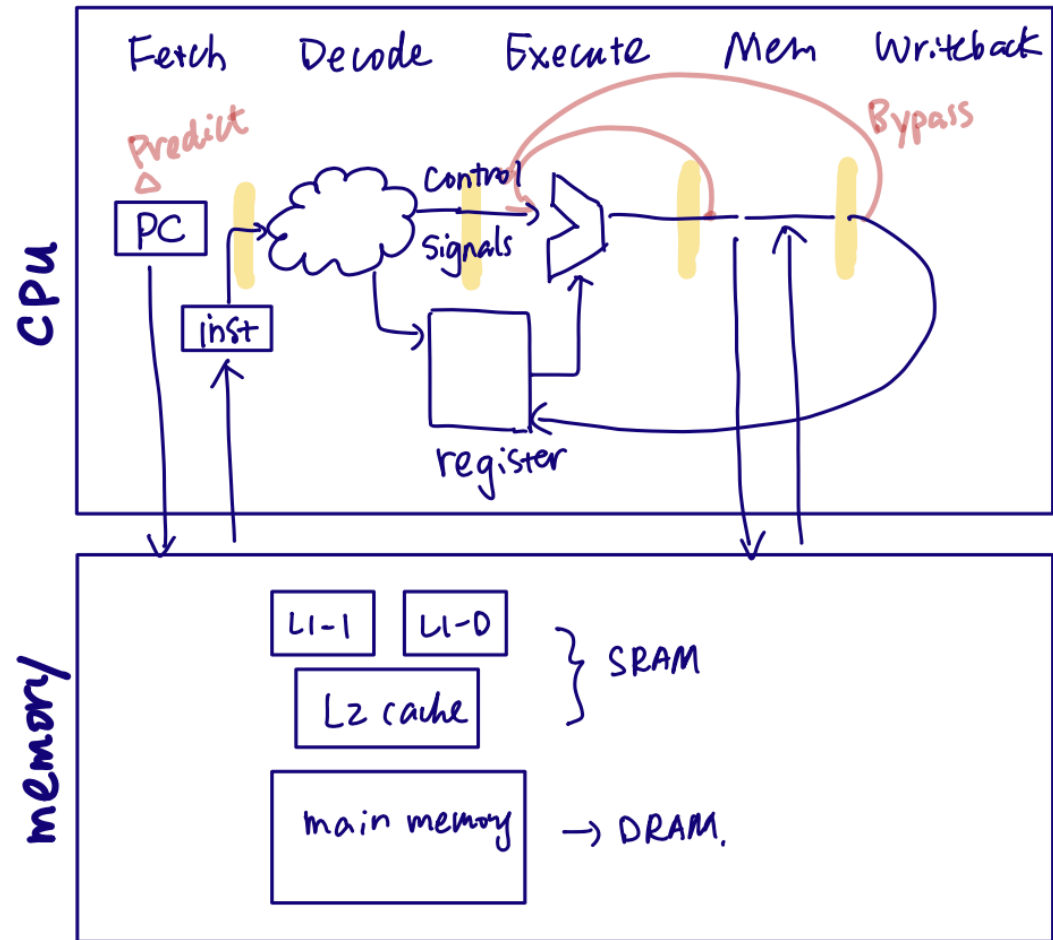 Fetch Decode Execute Mem Writeback
Predict
Bypass
Control
PC
Signals
inst
register
CPU
L1-I L1-D
SRAM
L2 cache
main memory → DRAM.
memory